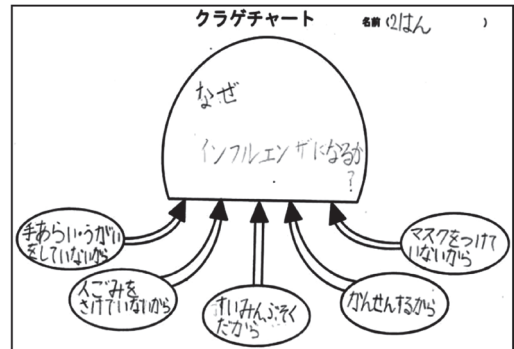 クラゲチャート
名前(2はん)
なぜ
インフルエンザになるか
?
手あらい・うがい
をしていないから
人ごみを
さけていないから
すいみんぶそく
だから
かんせんするから
マスクをつけて
いないから